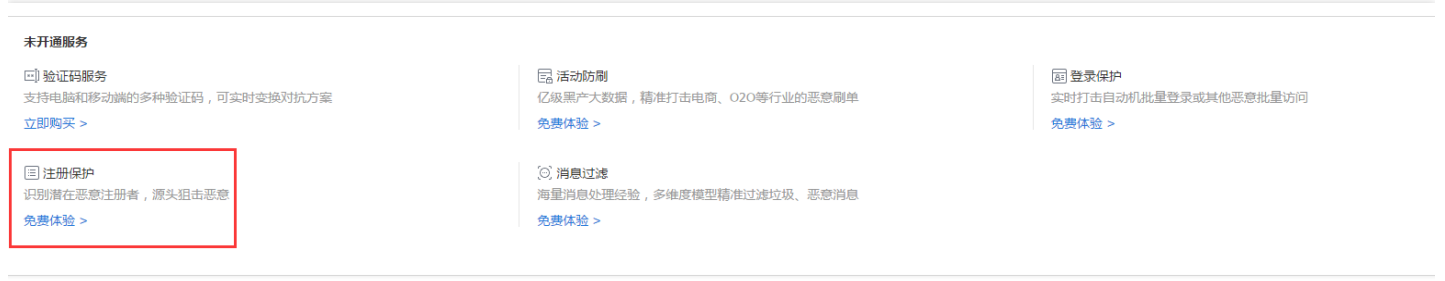 未开通服务
验证码服务
支持电脑和移动端的多种验证码，可实时变换对抗方案
立即购买 >
活动防刷
亿级黑产大数据，精准打击电商、O2O等行业的恶意刷单
免费体验 >
登录保护
实时打击自动机批量登录或其他恶意批量访问
免费体验 >
注册保护
识别潜在恶意注册者，源头狙击恶意
免费体验 >
消息过滤
海量消息处理经验，多维度模型精准过滤垃圾、恶意消息
免费体验 >